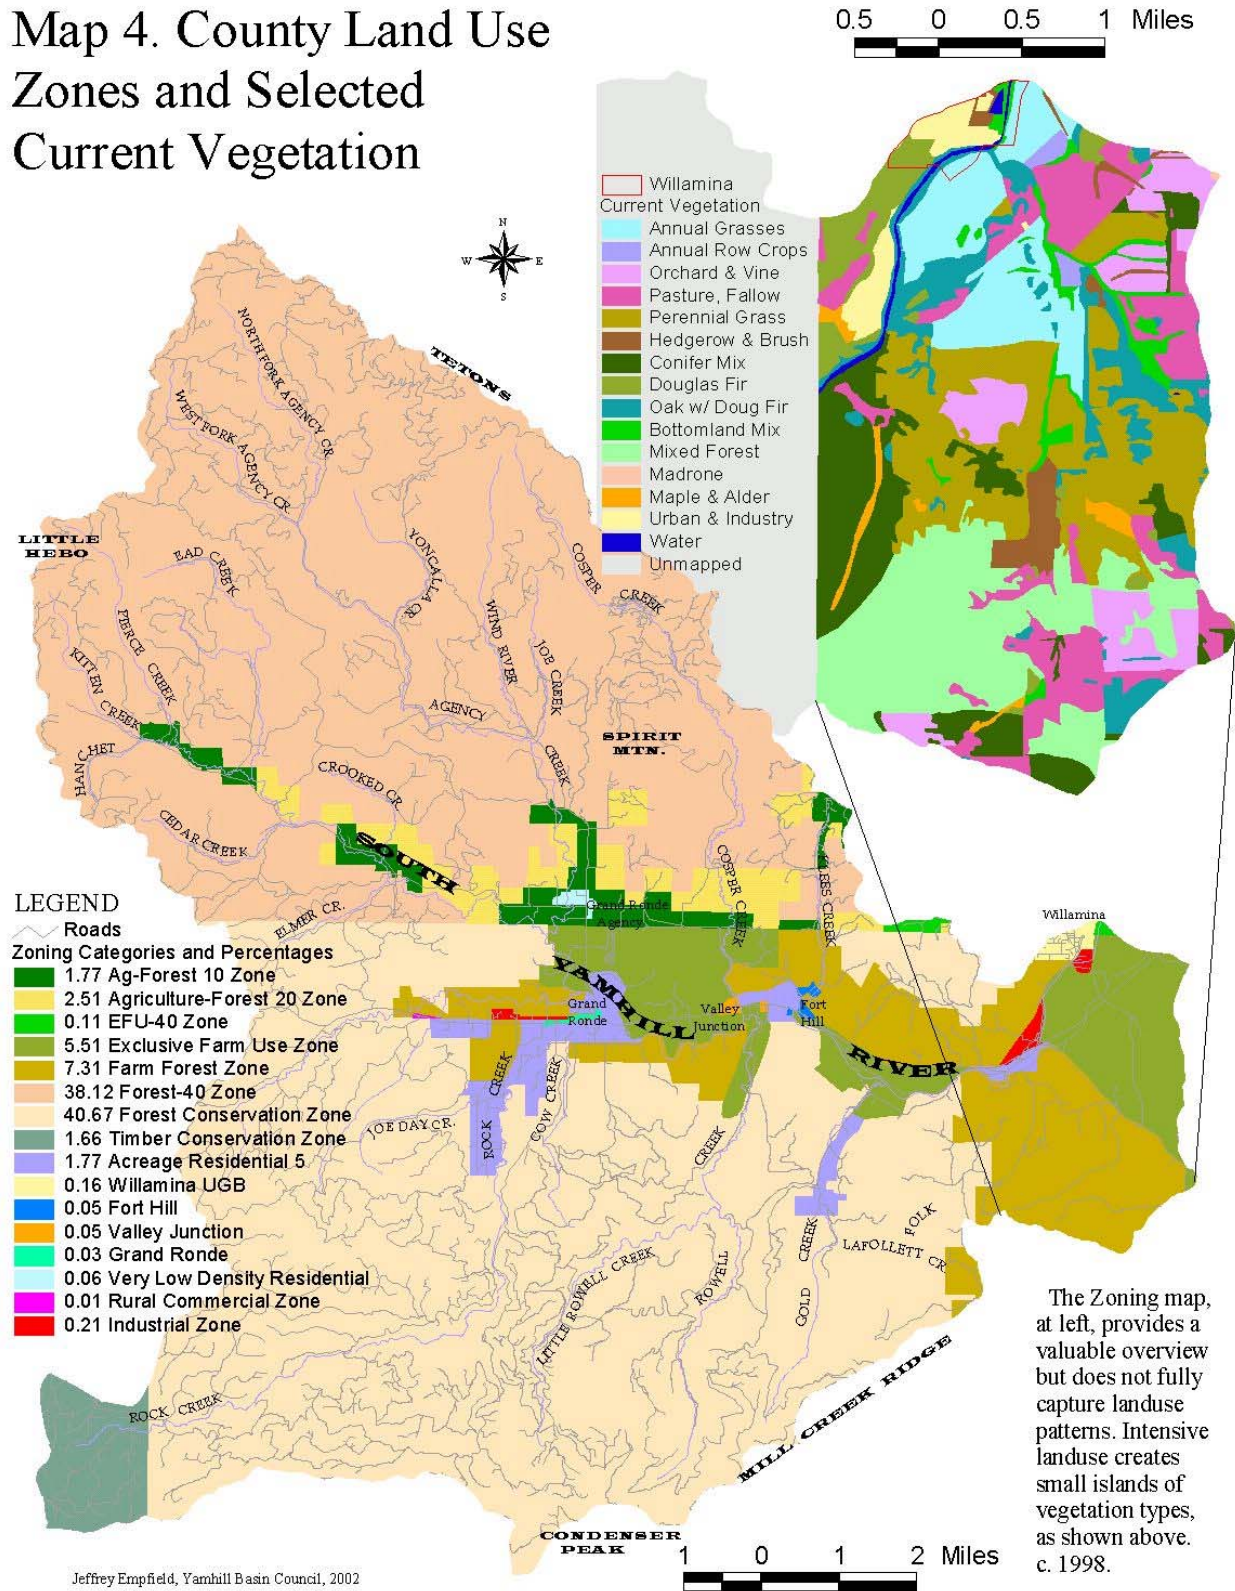 Map 4. County Land Use
Zones and Selected
Current Vegetation
0.5 0 0.5 1 Miles
N
W E
S
Willamina
Current Vegetation
Annual Grasses
Annual Row Crops
Orchard & Vine
Pasture, Fallow
Perennial Grass
Hedgerow & Brush
Conifer Mix
Douglas Fir
Oak w/ Doug Fir
Bottomland Mix
Mixed Forest
Madrone
Maple & Alder
Urban & Industry
Water
Unmapped
TETONS
NORTH FORK AGENCY CR
WEST FORK AGENCY CR.
LITTLE
HEBO
EAD CREEK
YONCALLA CR.
COSPER CREEK
PIERCE CREEK
WIND RIVER
JOE CREEK
KITTEN CREEK
AGENCY CREEK
SPIRIT
MTN.
HANCHET
CROOKED CR.
CEDAR CREEK
SOUTH
COSPER CREEK
KLEES CREEK
ELMER CR.
Grand Ronde
Agency
Willamina
YAMHILL
Grand
Ronde
Valley
Junction
Fort
Hill
RIVER
ROCK CREEK
COW CREEK
JOE DAY CR.
CREEK
GOLD CREEK
ROWELL
LITTLE ROWELL CREEK
FOLK
LAFOLLETT CR.
ROCK CREEK
MILL CREEK RIDGE
CONDENSER
PEAK
LEGEND
Roads
Zoning Categories and Percentages
1.77 Ag-Forest 10 Zone
2.51 Agriculture-Forest 20 Zone
0.11 EFU-40 Zone
5.51 Exclusive Farm Use Zone
7.31 Farm Forest Zone
38.12 Forest-40 Zone
40.67 Forest Conservation Zone
1.66 Timber Conservation Zone
1.77 Acreage Residential 5
0.16 Willamina UGB
0.05 Fort Hill
0.05 Valley Junction
0.03 Grand Ronde
0.06 Very Low Density Residential
0.01 Rural Commercial Zone
0.21 Industrial Zone
The Zoning map,
at left, provides a
valuable overview
but does not fully
capture landuse
patterns. Intensive
landuse creates
small islands of
vegetation types,
as shown above.
c. 1998.
1 0 1 2 Miles
Jeffrey Empfield, Yamhill Basin Council, 2002